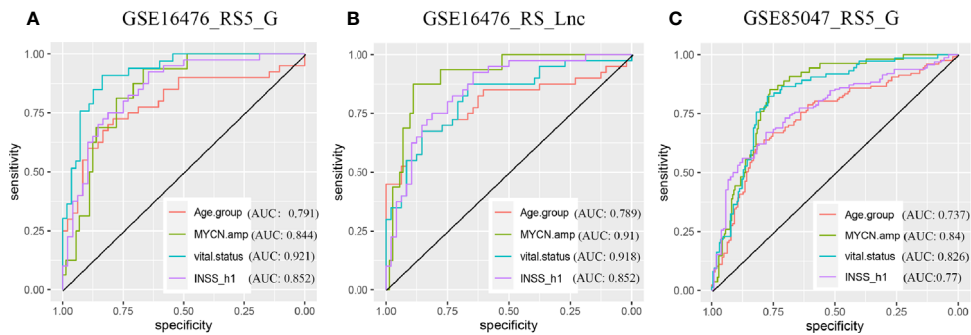 A GSE16476_RS5_G
1.00
0.75
0.50
0.25
0.00
sensitivity
Age.group (AUC: 0.791)
MYCN.amp (AUC: 0.844)
vital.status (AUC: 0.921)
INSS_h1 (AUC: 0.852)
1.00 0.75 0.50 0.25 0.00
specificity
B GSE16476_RS_Lnc
1.00
0.75
0.50
0.25
0.00
sensitivity
Age.group (AUC: 0.789)
MYCN.amp (AUC: 0.91)
vital.status (AUC: 0.918)
INSS_h1 (AUC: 0.852)
1.00 0.75 0.50 0.25 0.00
specificity
C GSE85047_RS5_G
1.00
0.75
0.50
0.25
0.00
sensitivity
Age.group (AUC: 0.737)
MYCN.amp (AUC: 0.84)
vital.status (AUC: 0.826)
INSS_h1 (AUC: 0.77)
1.00 0.75 0.50 0.25 0.00
specificity